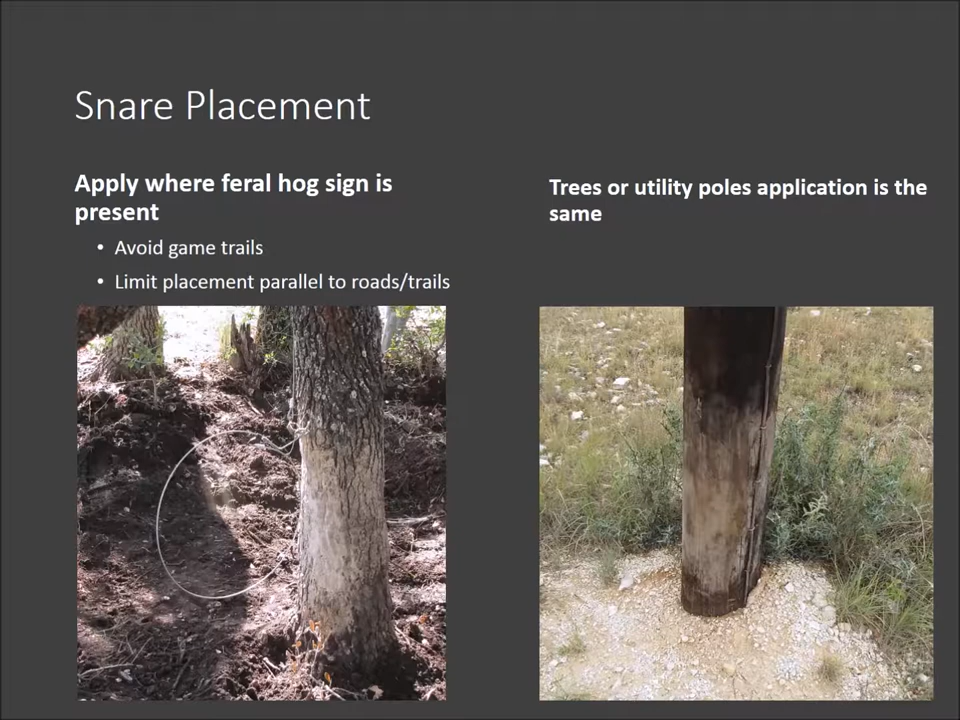 Snare Placement
Apply where feral hog sign is
present
• Avoid game trails
• Limit placement parallel to roads/trails
Trees or utility poles application is the
same